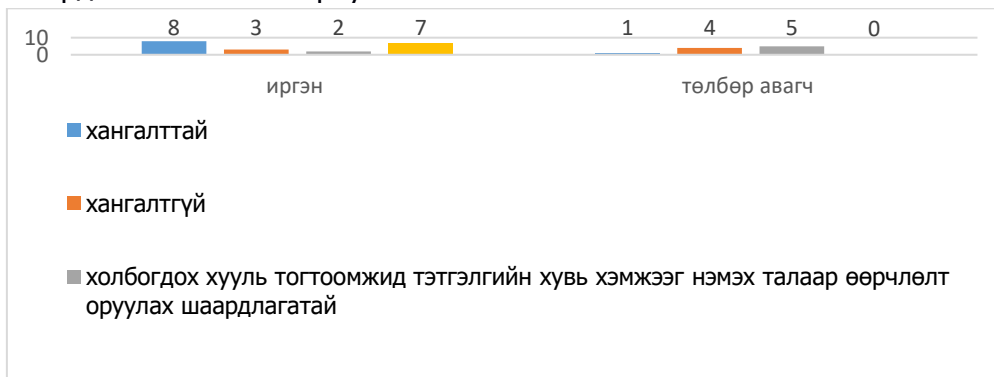 8 3 2 7 1 4 5 0
10
0
иргэн төлбөр авагч
хангалттай
хангалтгүй
холбогдох хууль тогтоомжид тэтгэлгийн хувь хэмжээг нэмэх талаар өөрчлөлт
оруулах шаардлагатай